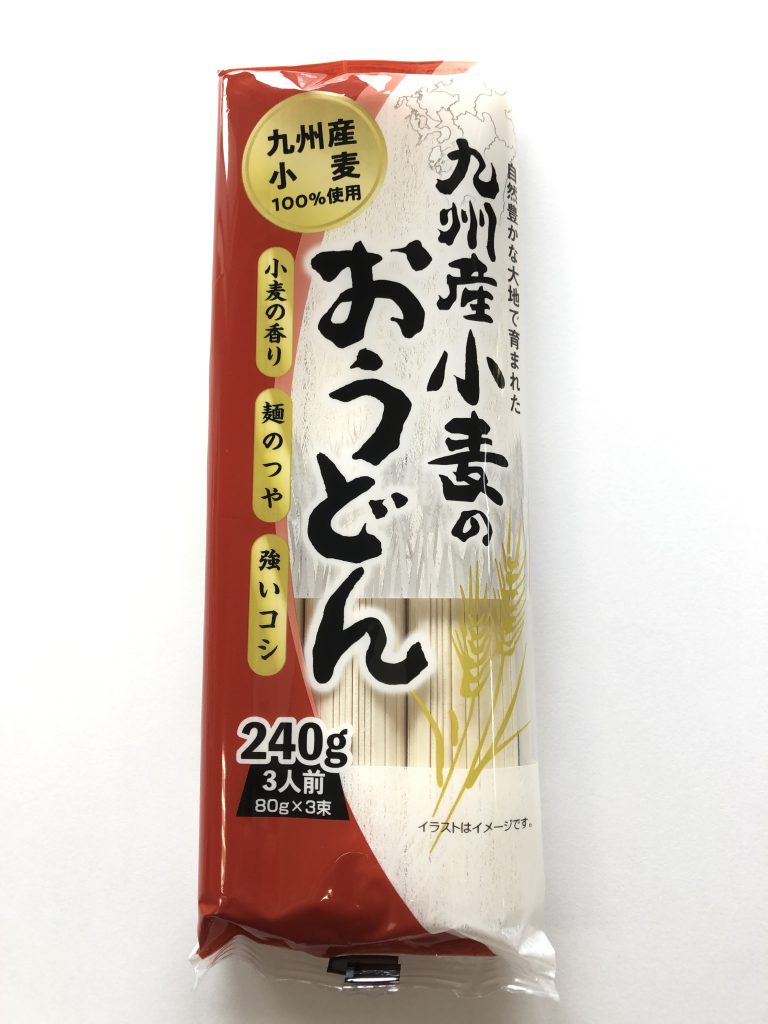 自然豊かな大地で育まれた
九州産小麦の
おうどん
九州産
小麦
100%使用
小麦の香り
麺のつや
強いコシ
240g
3人前
80g×3束
イラストはイメージです。